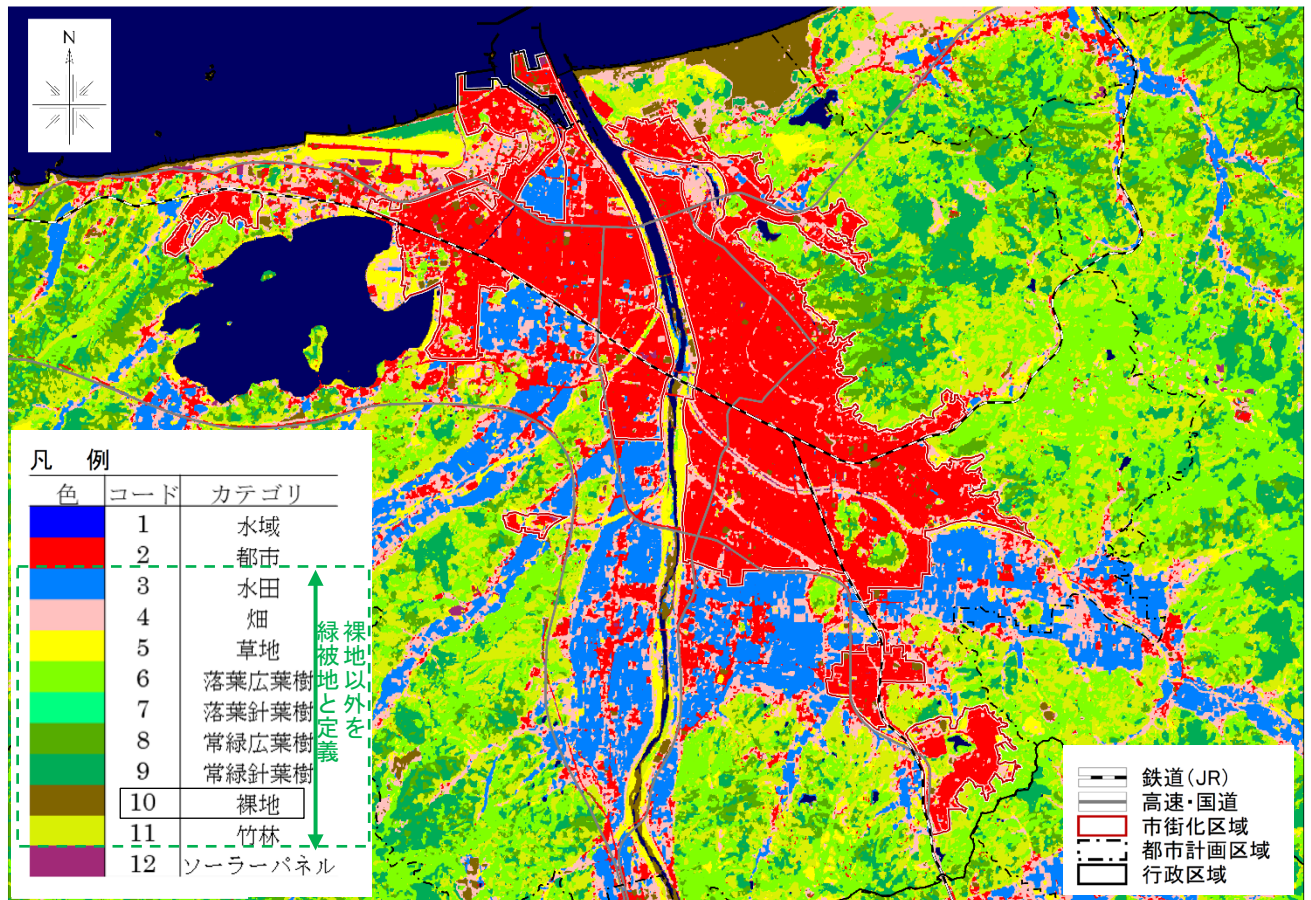 N
凡 例
色 コード カテゴリ
1 水域
2 都市
3 水田
4 畑
5 草地
6 落葉広葉樹
7 落葉針葉樹
8 常緑広葉樹
9 常緑針葉樹
10 裸地
11 竹林
12 ソーラーパネル
裸地以外を
緑被地と定義
鉄道(JR)
高速・国道
市街化区域
都市計画区域
行政区域